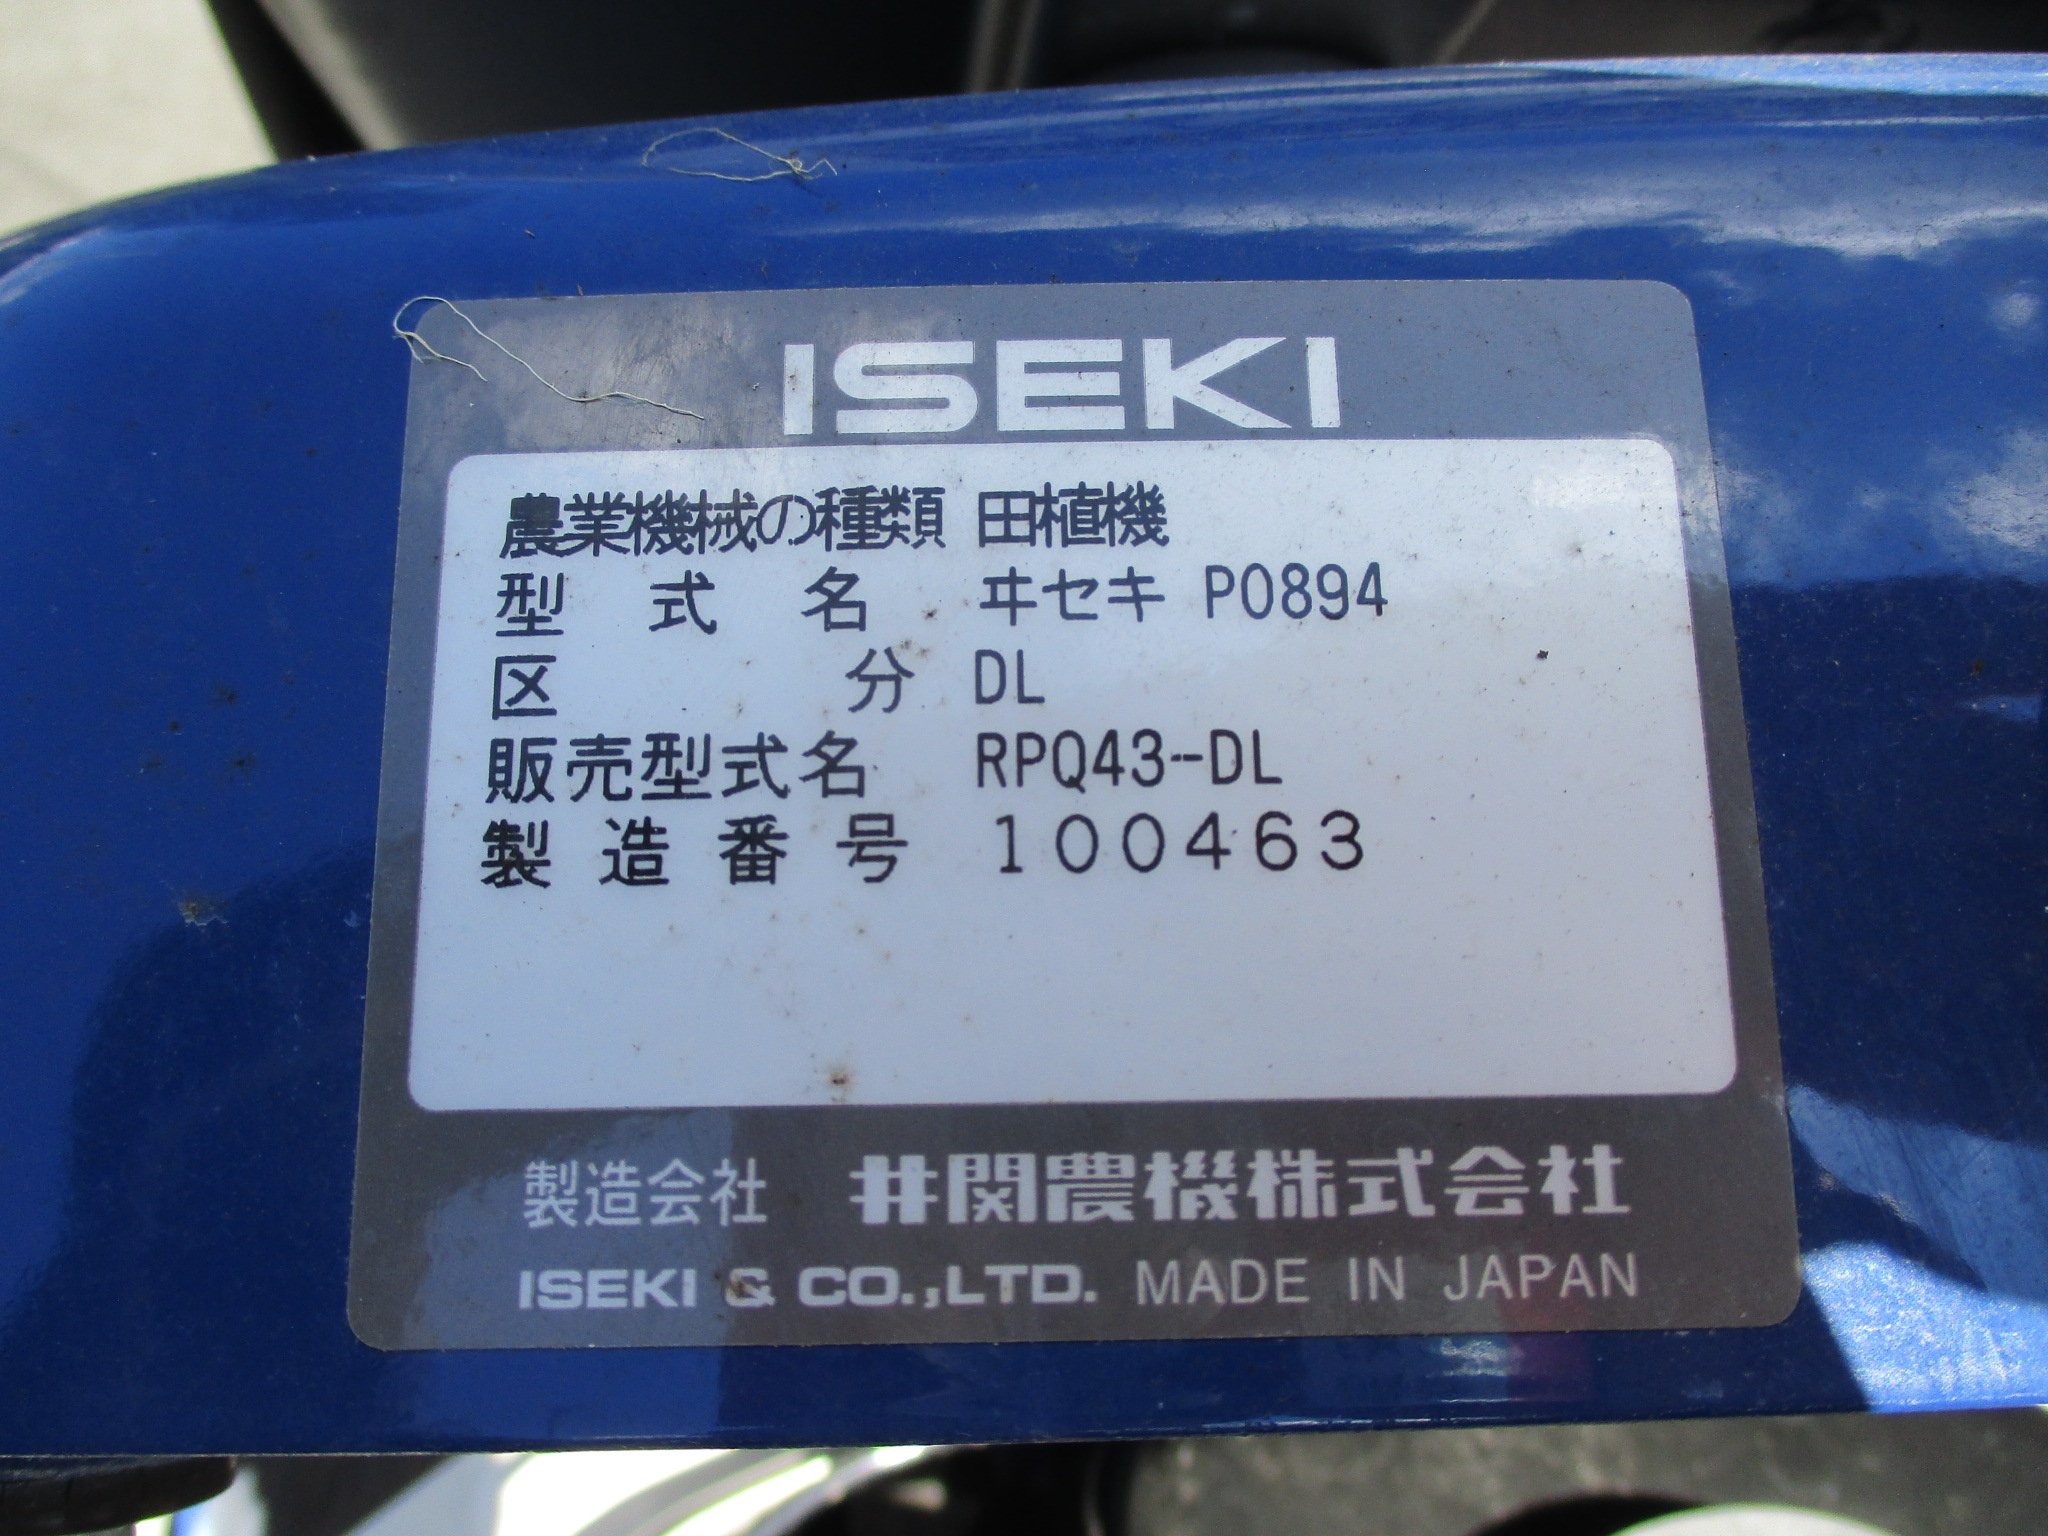 ISEKI
農業機械の種類 田植機
型式名 ヰセキ P0894
区分 DL
販売型式名 RPQ43-DL
製造番号 100463
製造会社 井関農機株式会社
ISEKI & CO.,LTD. MADE IN JAPAN